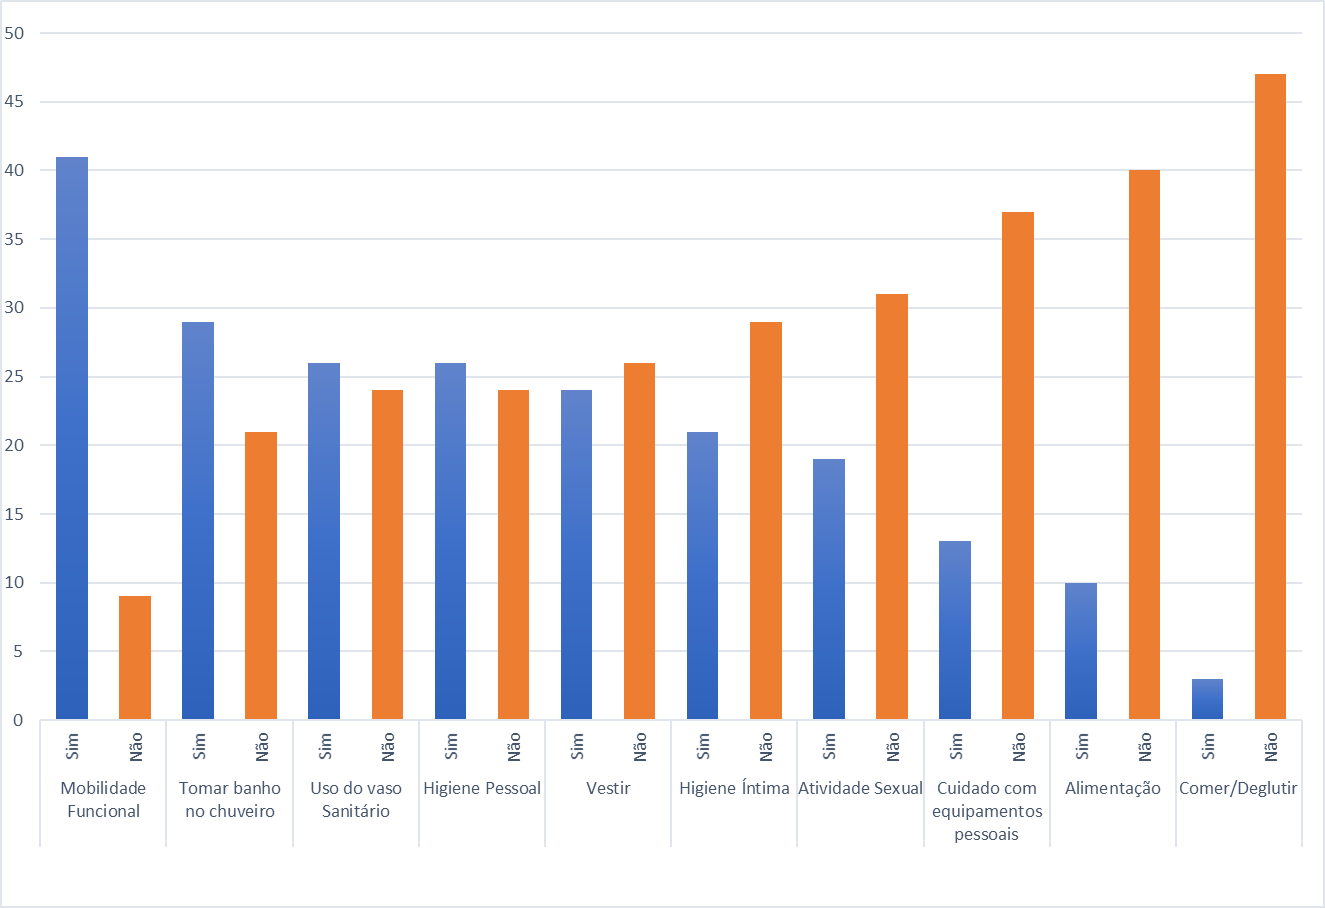 50
45
40
35
30
25
20
15
10
5
0
Sim Não Sim Não Sim Não Sim Não Sim Não Sim Não Sim Não Sim Não Sim Não Sim Não
Mobilidade
Funcional
Tomar banho
no chuveiro
Uso do vaso
Sanitário
Higiene Pessoal
Vestir
Higiene Íntima
Atividade Sexual
Cuidado com
equipamentos
pessoais
Alimentação
Comer/Deglutir